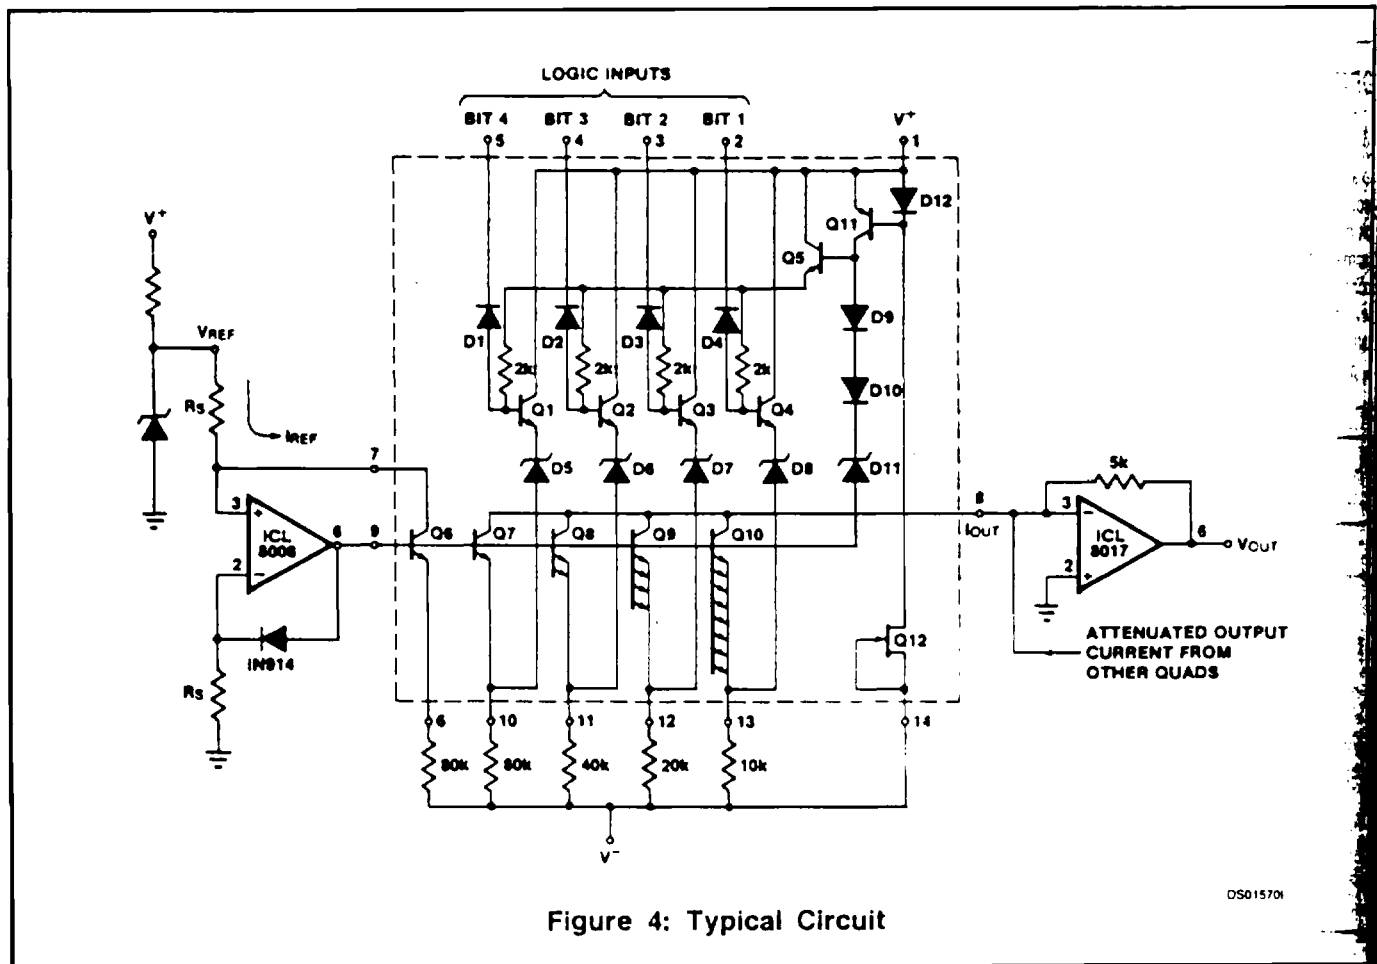 LOGIC INPUTS
BIT 4 BIT 3 BIT 2 BIT 1 V+
5 4 3 2 1
D12
V+
Q11
Q5
VREF
D1 D2 D3 D4 D9
2k 2k 2k 2k
RS
D10
Q1 Q2 Q3 Q4
IREF
7
D5 D6 D7 D8 D11
5k
8
3 +
ICL
8008
6 9
Q6 Q7 Q8 Q9 Q10
IOUT
3 −
ICL
8017
6
VOUT
2 −
2 +
IN914
Q12
ATTENUATED OUTPUT
CURRENT FROM
OTHER QUADS
RS
6 10 11 12 13 14
80k 80k 40k 20k 10k
V−
DS01570I
Figure 4: Typical Circuit